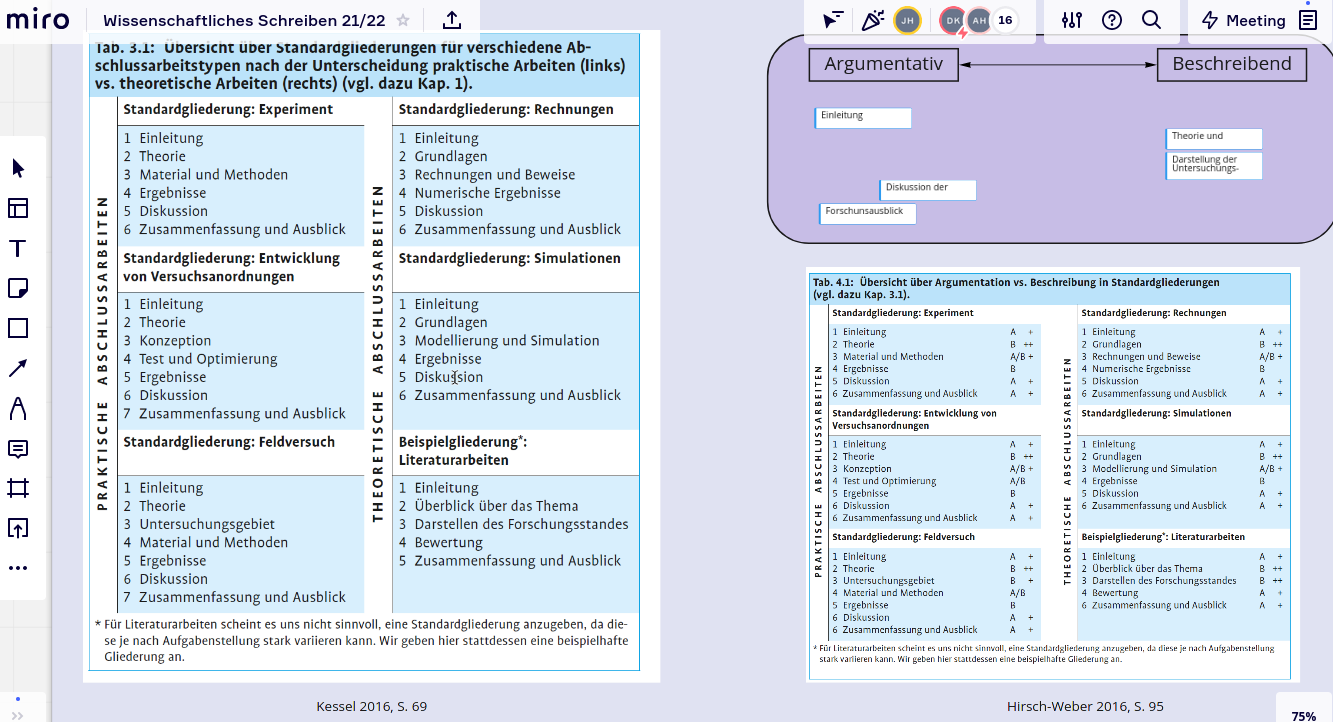 miro
Wissenschaftliches Schreiben 21/22
JH
DK
AH
16
Meeting
Tab. 3.1: Übersicht über Standardgliederungen für verschiedene Ab-
schlussarbeitstypen nach der Unterscheidung praktische Arbeiten (links)
vs. theoretische Arbeiten (rechts) (vgl. dazu Kap. 1).
PRAKTISCHE ABSCHLUSSARBEITEN
Standardgliederung: Experiment
1 Einleitung
2 Theorie
3 Material und Methoden
4 Ergebnisse
5 Diskussion
6 Zusammenfassung und Ausblick
Standardgliederung: Entwicklung
von Versuchsanordnungen
1 Einleitung
2 Theorie
3 Konzeption
4 Test und Optimierung
5 Ergebnisse
6 Diskussion
7 Zusammenfassung und Ausblick
Standardgliederung: Feldversuch
1 Einleitung
2 Theorie
3 Untersuchungsgebiet
4 Material und Methoden
5 Ergebnisse
6 Diskussion
7 Zusammenfassung und Ausblick
THEORETISCHE ABSCHLUSSARBEITEN
Standardgliederung: Rechnungen
1 Einleitung
2 Grundlagen
3 Rechnungen und Beweise
4 Numerische Ergebnisse
5 Diskussion
6 Zusammenfassung und Ausblick
Standardgliederung: Simulationen
1 Einleitung
2 Grundlagen
3 Modellierung und Simulation
4 Ergebnisse
5 Diskussion
6 Zusammenfassung und Ausblick
Beispielgliederung*:
Literaturarbeiten
1 Einleitung
2 Überblick über das Thema
3 Darstellen des Forschungsstandes
4 Bewertung
5 Zusammenfassung und Ausblick
* Für Literaturarbeiten scheint es uns nicht sinnvoll, eine Standardgliederung anzugeben, da die-
se je nach Aufgabenstellung stark variieren kann. Wir geben hier stattdessen eine beispielhafte
Gliederung an.
Kessel 2016, S. 69
Argumentativ
Beschreibend
Einleitung
Theorie und
Darstellung der
Untersuchungs-
Diskussion der
Forschunsausblick
Tab. 4.1: Übersicht über Argumentation vs. Beschreibung in Standardgliederungen
(vgl. dazu Kap. 3.1).
PRAKTISCHE ABSCHLUSSARBEITEN
Standardgliederung: Experiment
1 Einleitung A +
2 Theorie B ++
3 Material und Methoden A/B +
4 Ergebnisse B
5 Diskussion A +
6 Zusammenfassung und Ausblick A +
Standardgliederung: Entwicklung von
Versuchsanordnungen
1 Einleitung A +
2 Theorie B ++
3 Konzeption A/B +
4 Test und Optimierung A/B
5 Ergebnisse B
6 Diskussion A +
6 Zusammenfassung und Ausblick A +
Standardgliederung: Feldversuch
1 Einleitung A +
2 Theorie B ++
3 Untersuchungsgebiet B +
4 Material und Methoden A/B
5 Ergebnisse B
6 Diskussion A +
6 Zusammenfassung und Ausblick A +
THEORETISCHE ABSCHLUSSARBEITEN
Standardgliederung: Rechnungen
1 Einleitung A +
2 Grundlagen B ++
3 Rechnungen und Beweise A/B +
4 Numerische Ergebnisse B
5 Diskussion A +
6 Zusammenfassung und Ausblick A +
Standardgliederung: Simulationen
1 Einleitung A +
2 Grundlagen B ++
3 Modellierung und Simulation A/B +
4 Ergebnisse B
5 Diskussion A +
6 Zusammenfassung und Ausblick A +
Beispielgliederung*: Literaturarbeiten
1 Einleitung A +
2 Überblick über das Thema B ++
3 Darstellen des Forschungsstandes B ++
4 Bewertung A +
6 Zusammenfassung und Ausblick A +
* Für Literaturarbeiten scheint es uns nicht sinnvoll, eine Standardgliederung anzugeben, da diese je nach Aufgabenstellung
stark variieren kann. Wir geben hier stattdessen eine beispielhafte Gliederung an.
Hirsch-Weber 2016, S. 95
75%